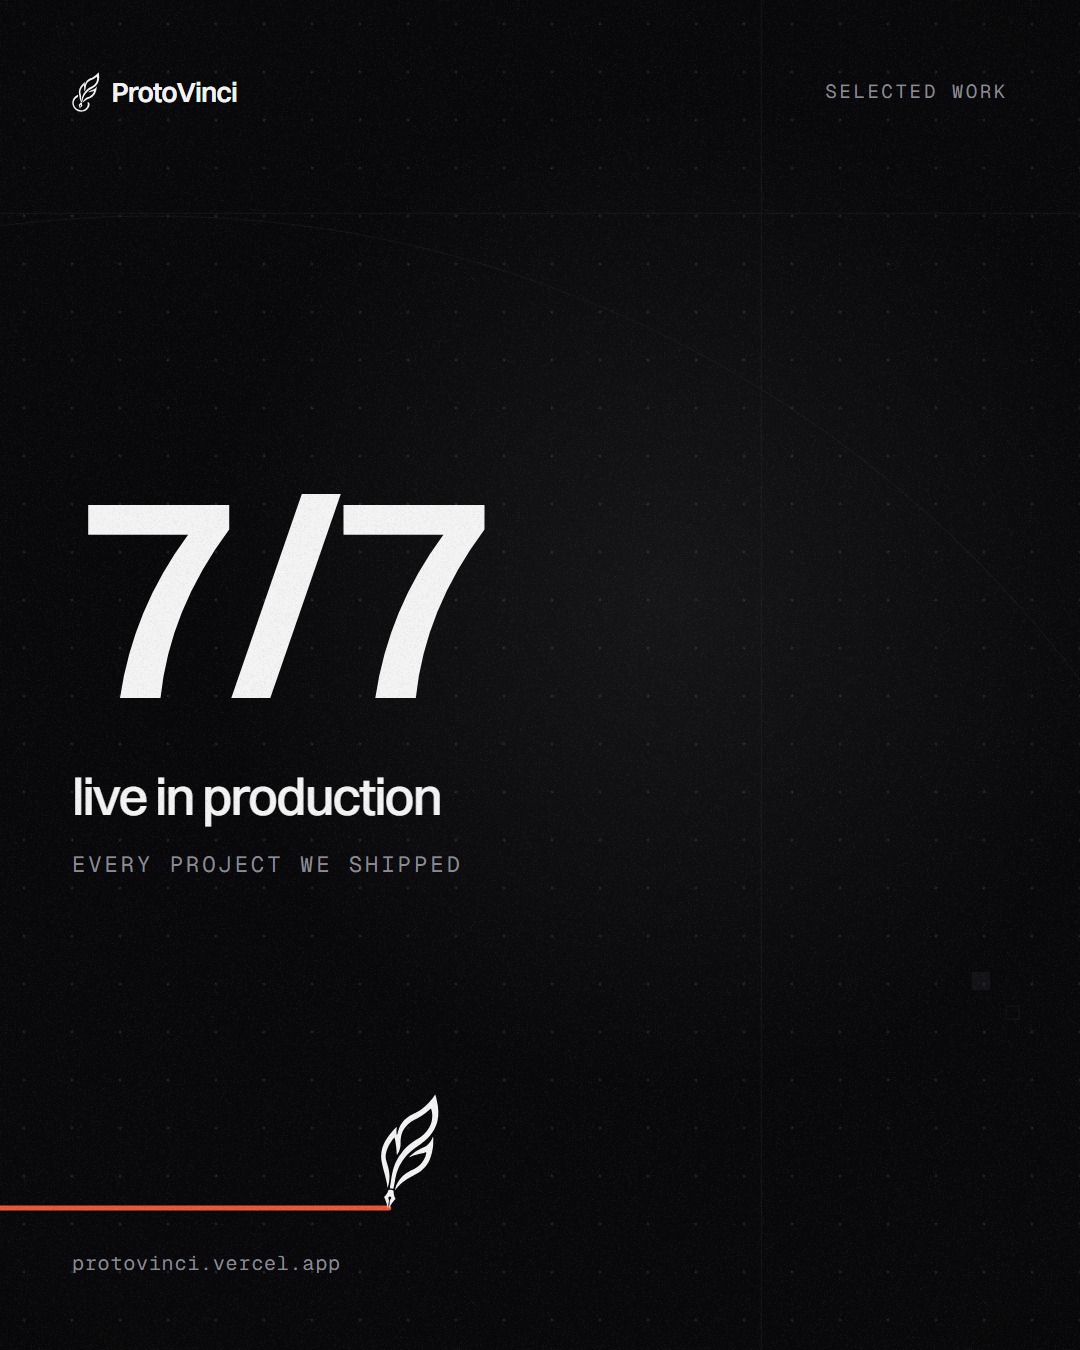 ProtoVinci
SELECTED WORK
7/7
live in production
EVERY PROJECT WE SHIPPED
protovinci.vercel.app